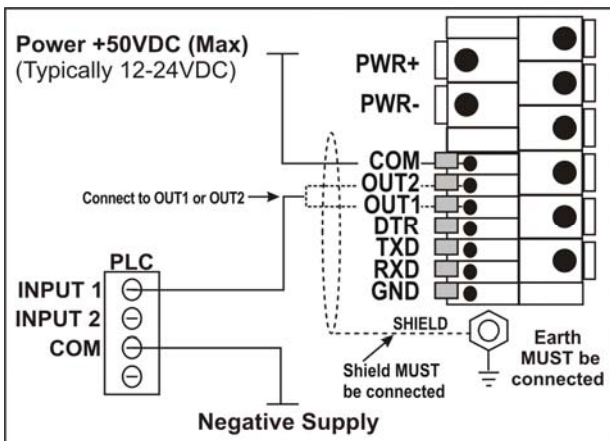 Power +50VDC (Max)
(Typically 12-24VDC)
PWR+
PWR-
COM
OUT2
OUT1
DTR
TXD
RXD
GND
Connect to OUT1 or OUT2
PLC
INPUT 1
INPUT 2
COM
SHIELD
Shield MUST
be connected
Earth
MUST be
connected
Negative Supply